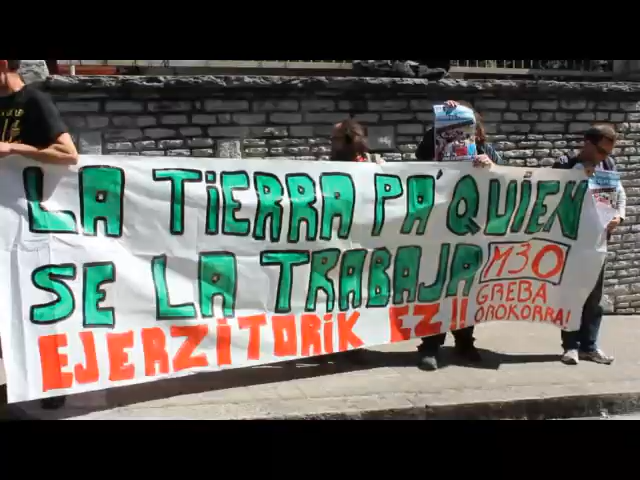 LA TiERRA PA' QUiEN
SE LA TRABAJA
M30
GREBA
OROKORRA!
EJERZiTORiK EZ!!